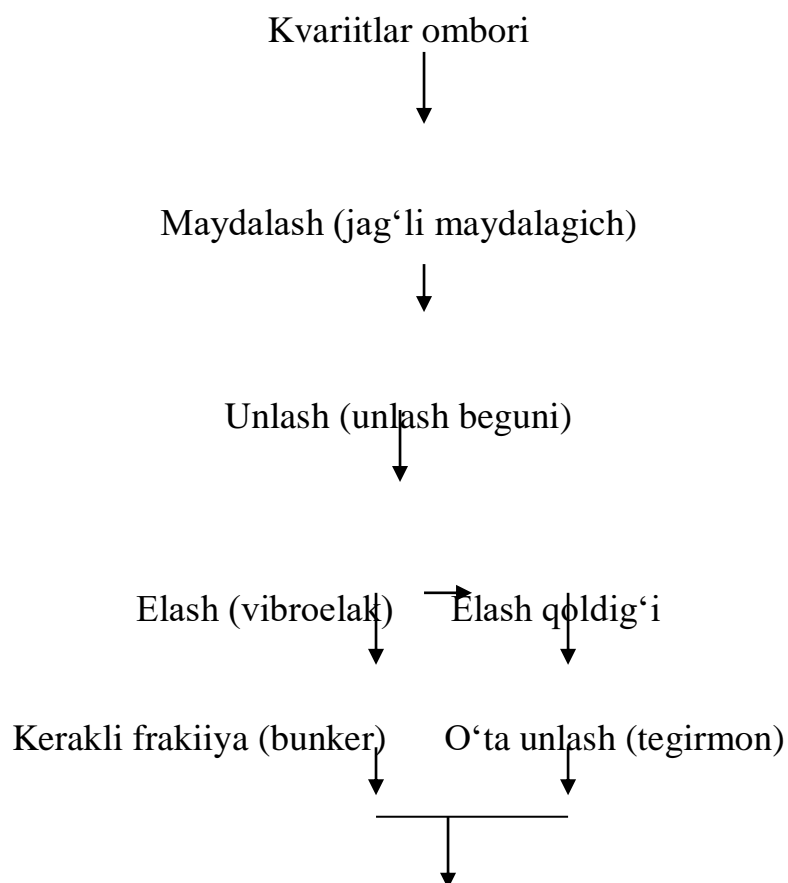 Kvariitlar ombori
Maydalash (jag‘li maydalagich)
Unlash (unlash beguni)
Elash (vibroelak) Elash qoldig‘i
Kerakli frakiiya (bunker) O‘ta unlash (tegirmon)